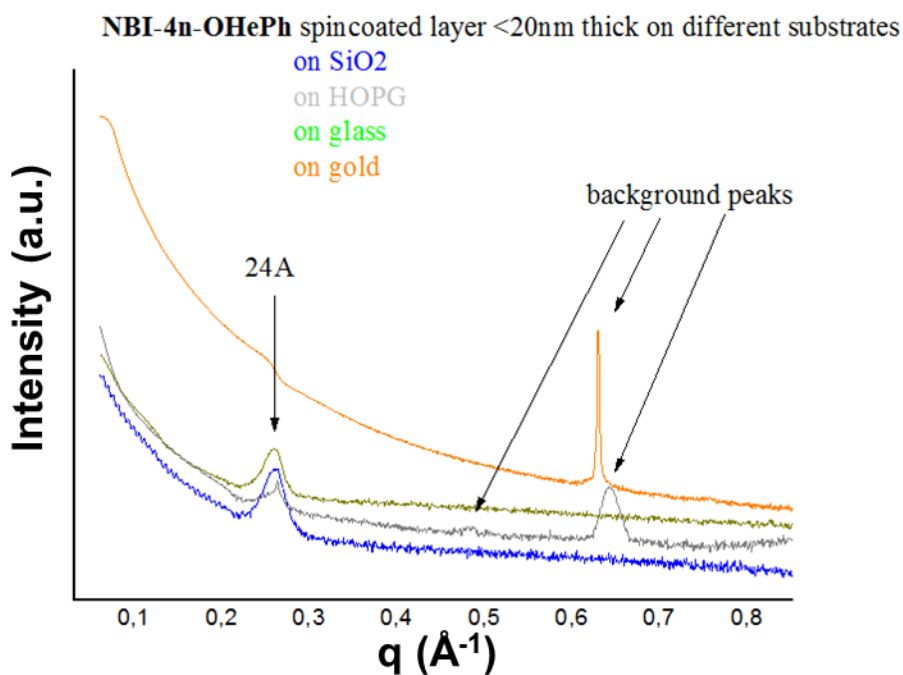 NBI-4n-OHePh spincoated layer <20nm thick on different substrates
on SiO2
on HOPG
on glass
on gold
background peaks
24A
Intensity (a.u.)
0,1 0,2 0,3 0,4 0,5 0,6 0,7 0,8
q (Å-1)